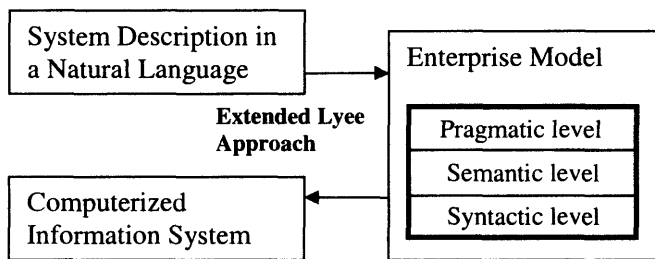 System Description in
a Natural Language
Extended Lyee
Approach
Computerized
Information System
Enterprise Model
Pragmatic level
Semantic level
Syntactic level